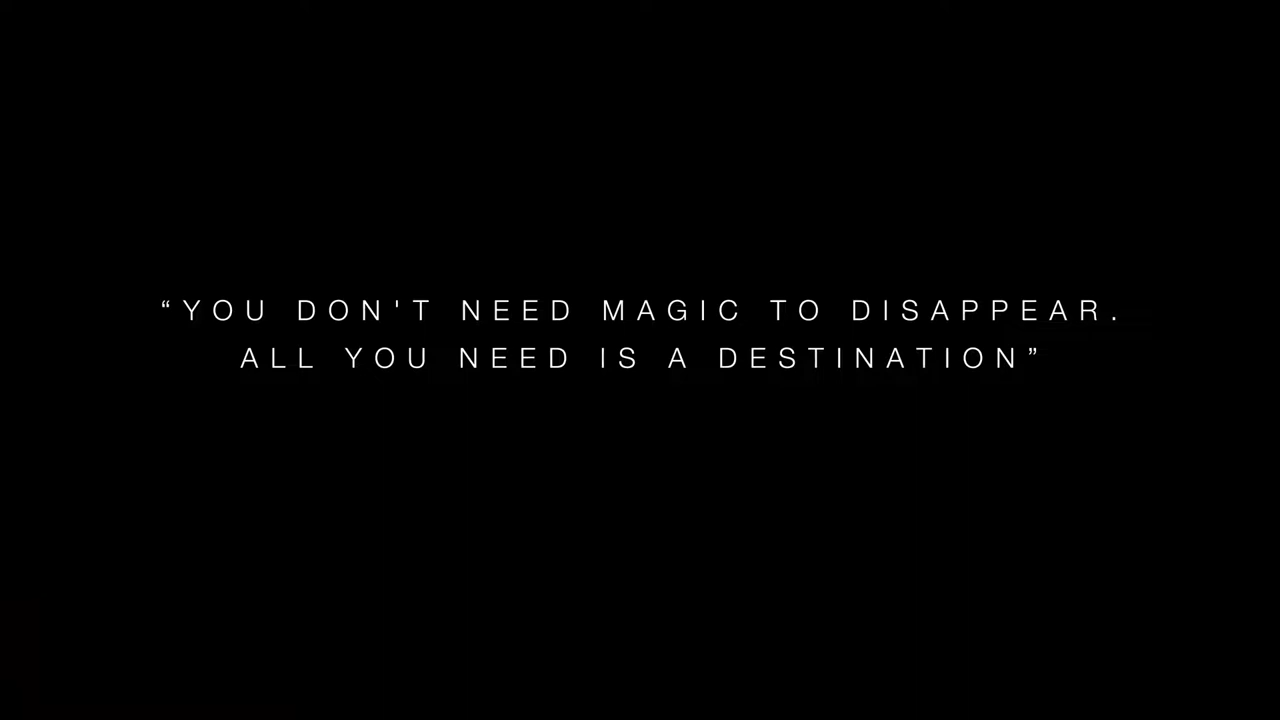 “YOU DON'T NEED MAGIC TO DISAPPEAR.
ALL YOU NEED IS A DESTINATION”